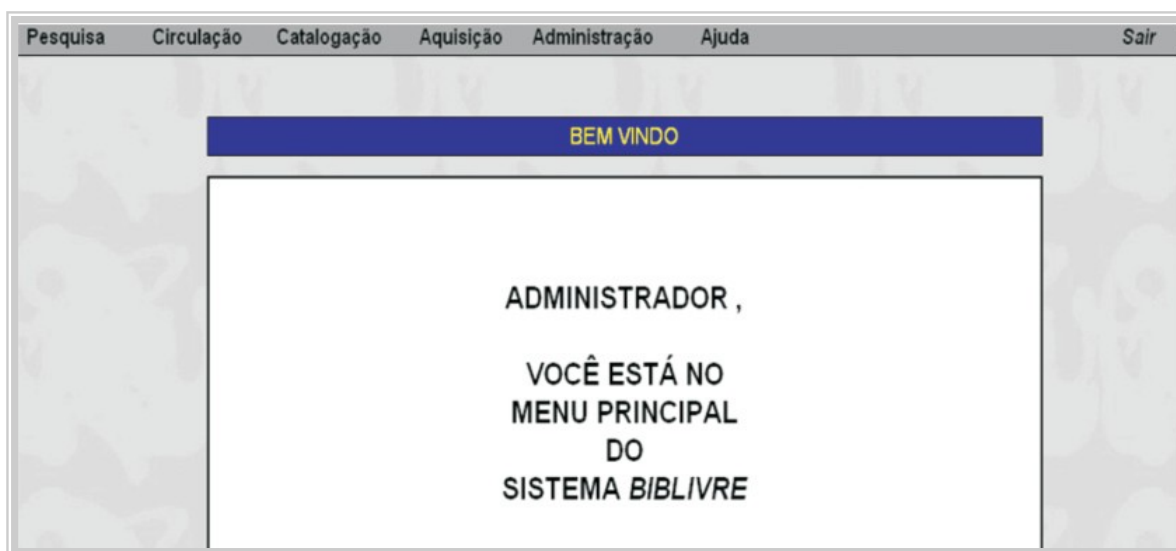 Pesquisa Circulação Catalogação Aquisição Administração Ajuda Sair
BEM VINDO
ADMINISTRADOR ,
VOCÊ ESTÁ NO
MENU PRINCIPAL
DO
SISTEMA BIBLIVRE